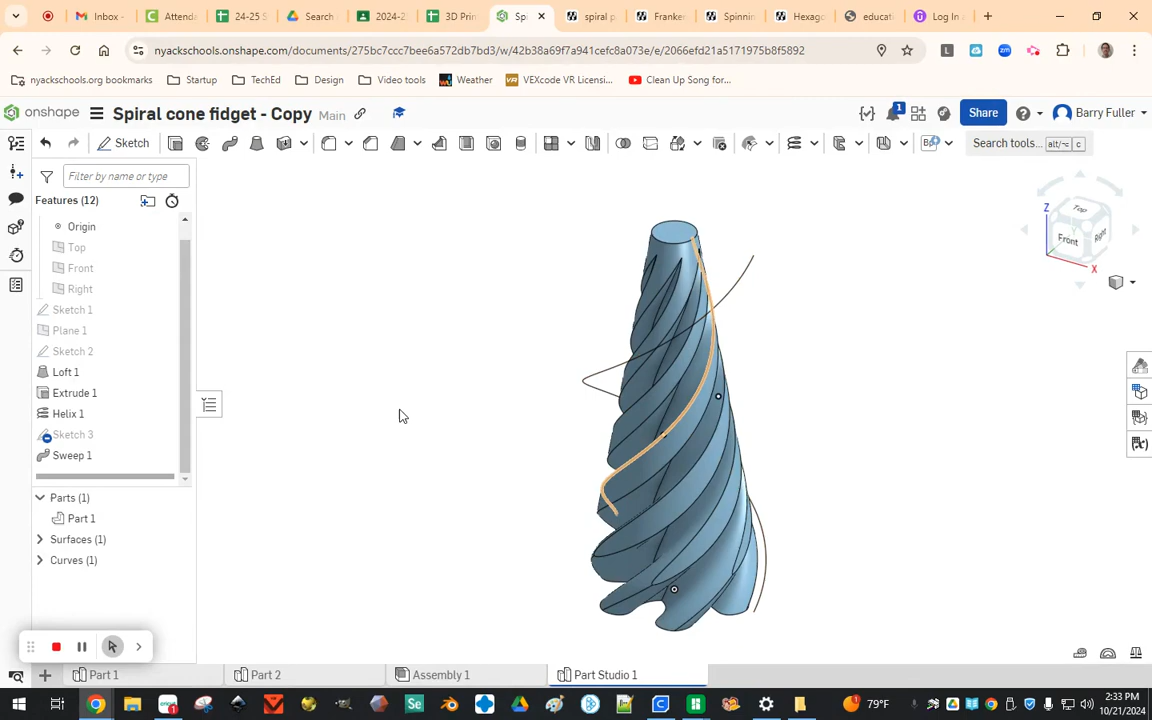 Inbox -
Attenda
24-25 S
Search
2024-2
3D Prin
Spi
spiral p
Franker
Spinnin
Hexago
educat
Log In
nyackschools.onshape.com/documents/275bc7ccc7bee6a572db7bd3/w/42b38a69f7a941cefc8a073e/e/2066efd21a5171975b8f5892
nyackschools.org bookmarks
Startup
TechEd
Design
Video tools
Weather
VEXcode VR Licensi...
Clean Up Song for...
onshape
Spiral cone fidget - Copy
Main
1
Share
Barry Fuller
Sketch
Search tools...
alt/⌥
c
Filter by name or type
Features (12)
Origin
Top
Front
Right
Sketch 1
Plane 1
Sketch 2
Loft 1
Extrude 1
Helix 1
Sketch 3
Sweep 1
Parts (1)
Part 1
Surfaces (1)
Curves (1)
Z
Top
Front
Right
X
Part 1
Part 2
Assembly 1
Part Studio 1
79°F
2:33 PM
10/21/2024